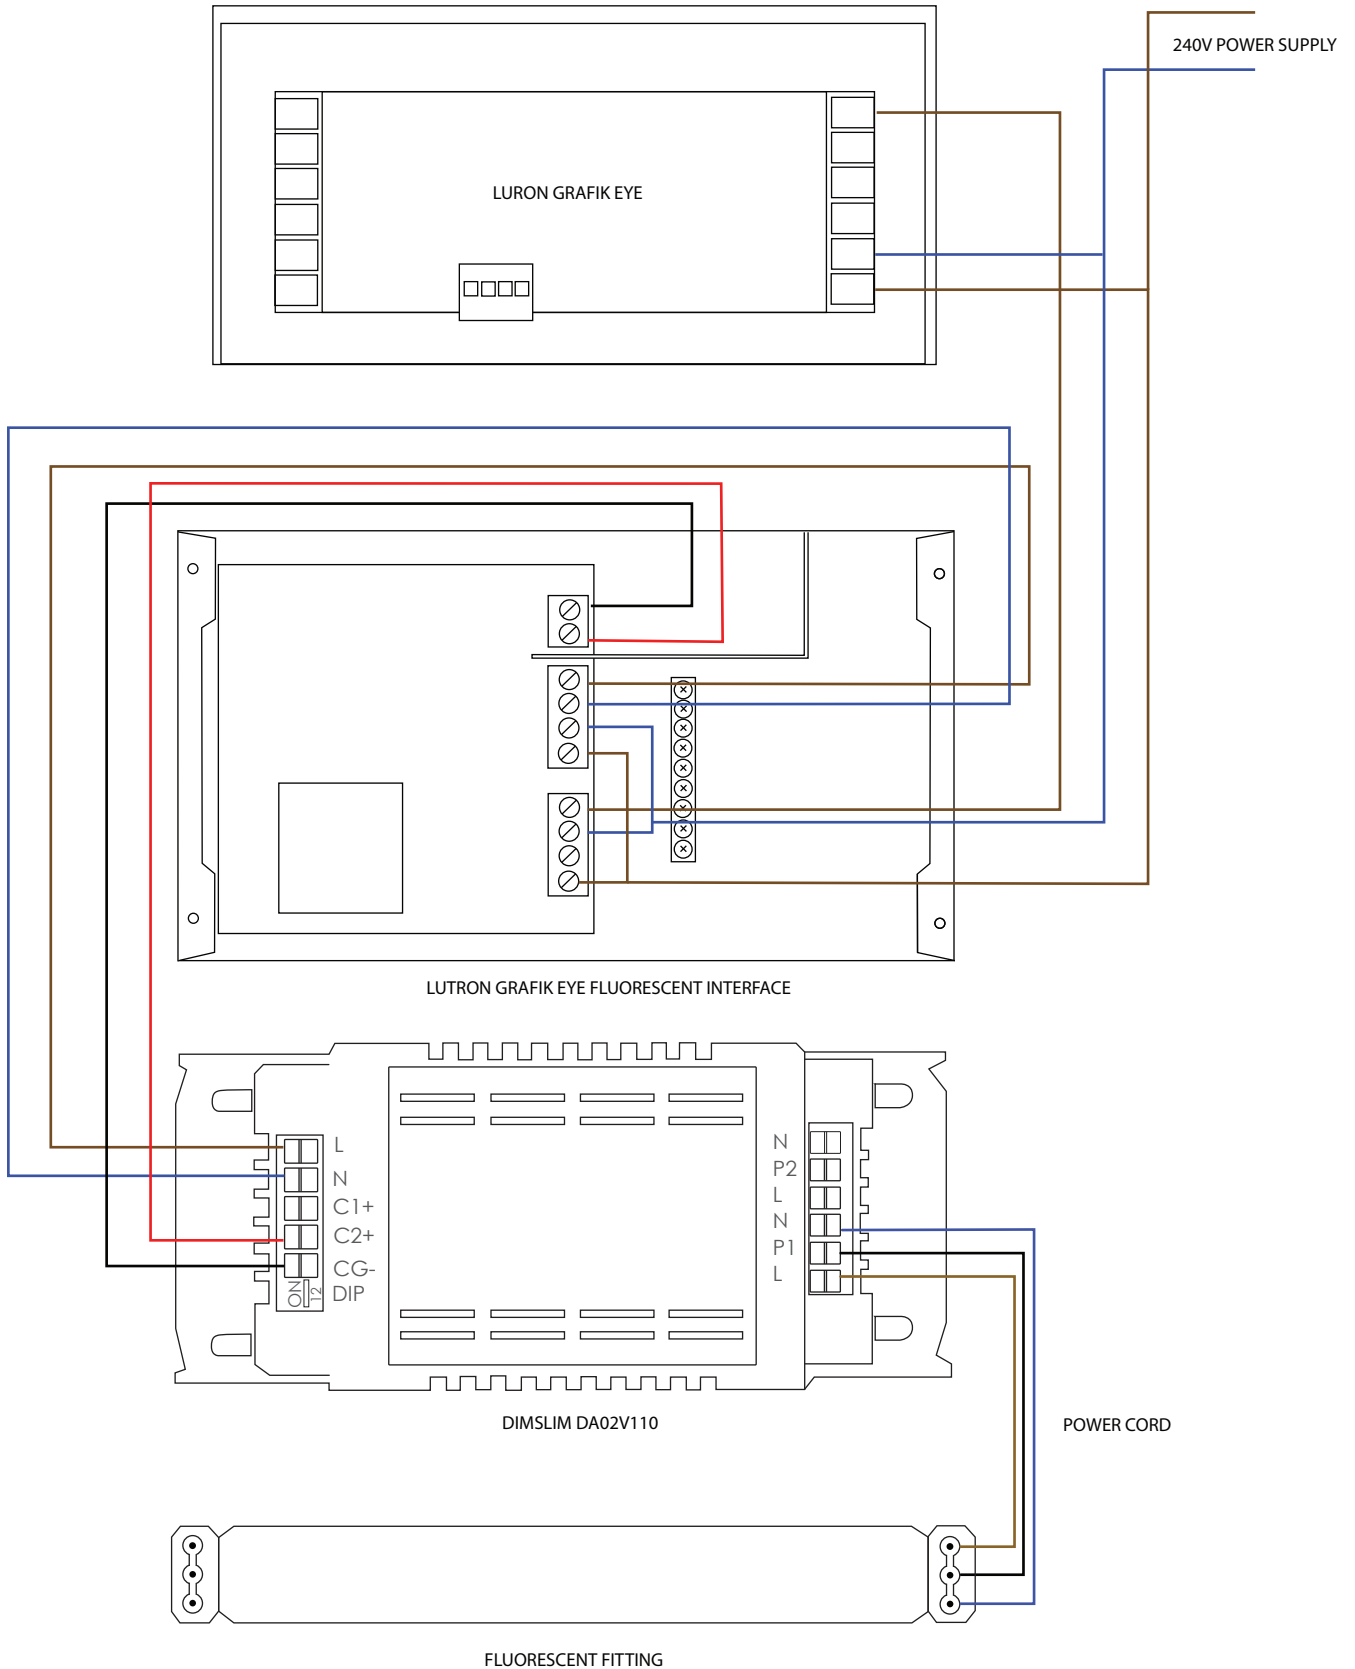 240V POWER SUPPLY
LURON GRAFIK EYE
LUTRON GRAFIK EYE FLUORESCENT INTERFACE
L
N
C1+
C2+
CG-
DIP
ON
12
N
P2
L
N
P1
L
DIMSLIM DA02V110
POWER CORD
FLUORESCENT FITTING